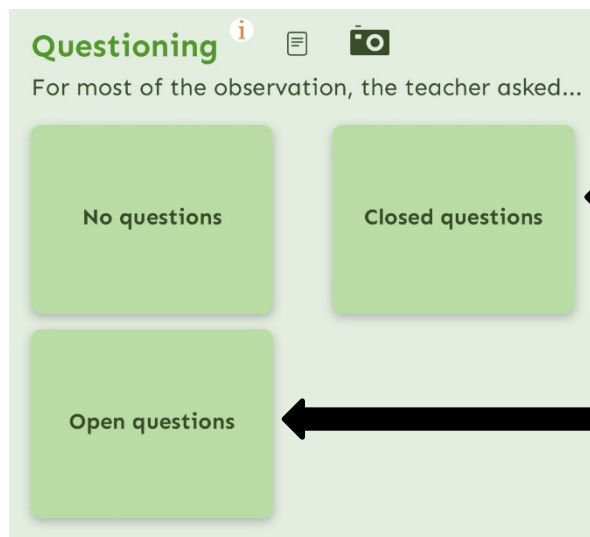 Questioning i
For most of the observation, the teacher asked...
No questions
Closed questions
Open questions